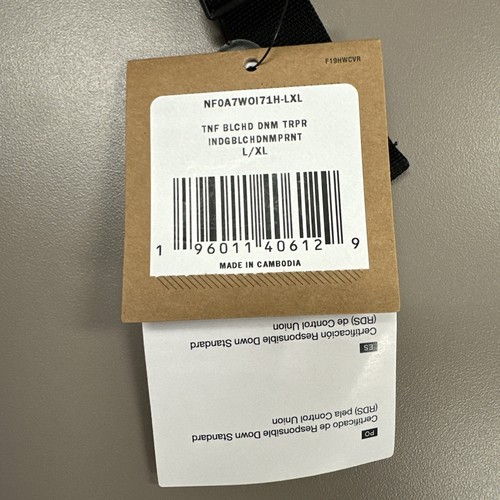 F19HWCVR
NF0A7WOI71H-LXL
TNF BLCHD DNM TRPR
INDGBLCHDNMPRNT
L/XL
1 96011 40612 9
MADE IN CAMBODIA
PO Certificado de Responsible Down Standard
(RDS) pela Control Union
ES
Certificación Responsible Down Standard
(RDS) de Control Union